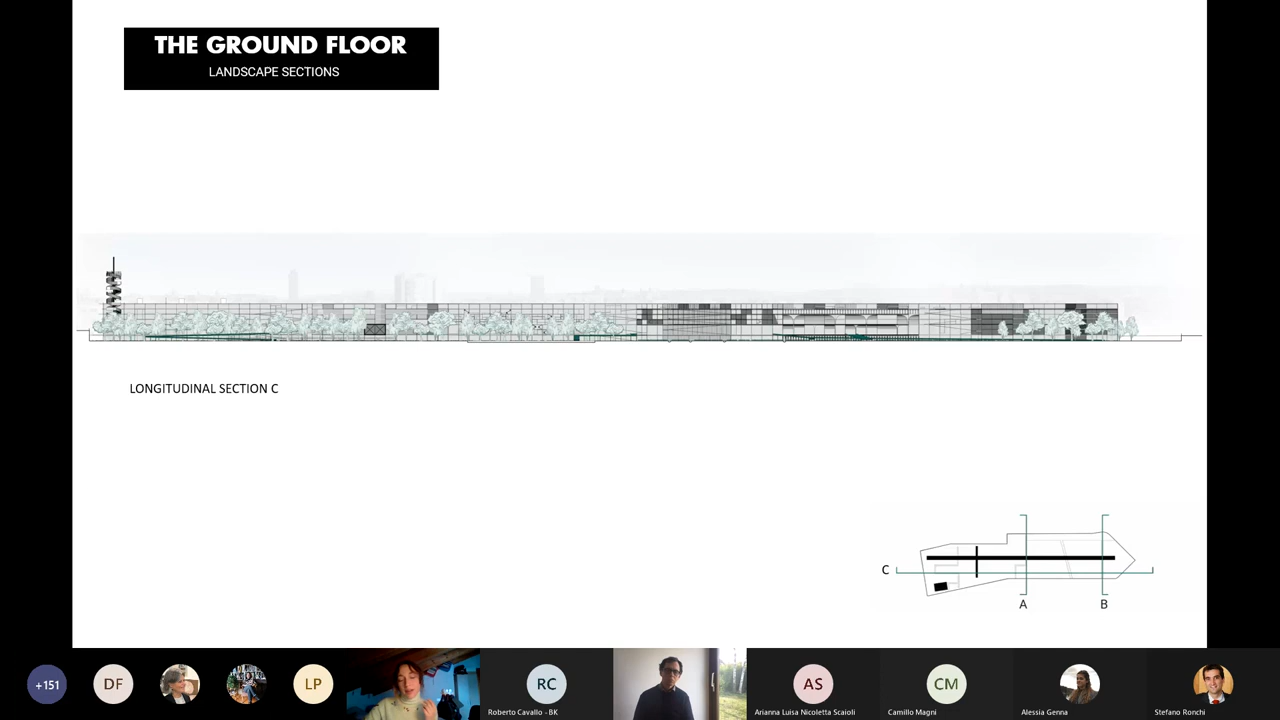 THE GROUND FLOOR
LANDSCAPE SECTIONS
LONGITUDINAL SECTION C
C
A
B
+151
DF
LP
RC
Roberto Cavallo - BK
AS
Arianna Luisa Nicoletta Scaioli
CM
Camillo Magni
Alessia Genna
Stefano Ronchi